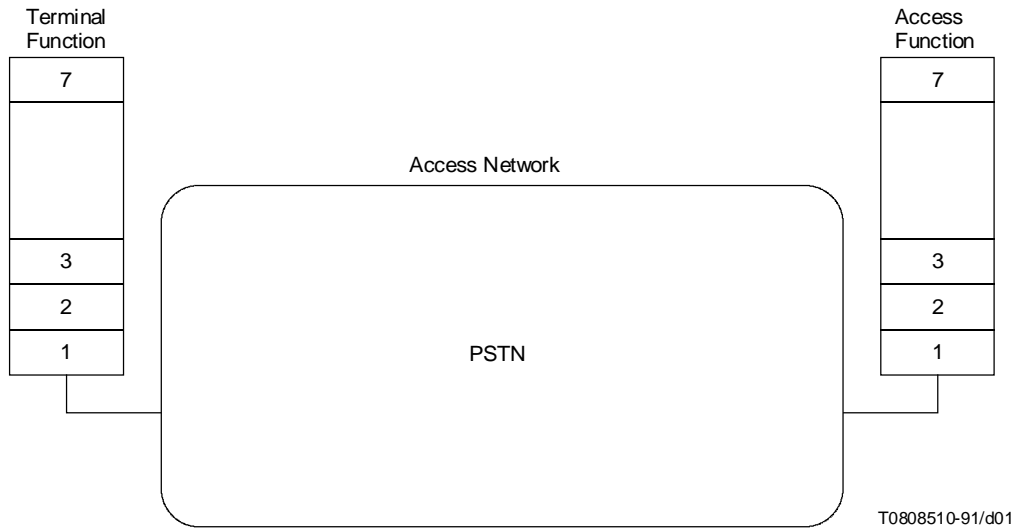 Terminal
Function
Access
Function
7
7
Access Network
3
3
2
2
1
PSTN
1
T0808510-91/d01